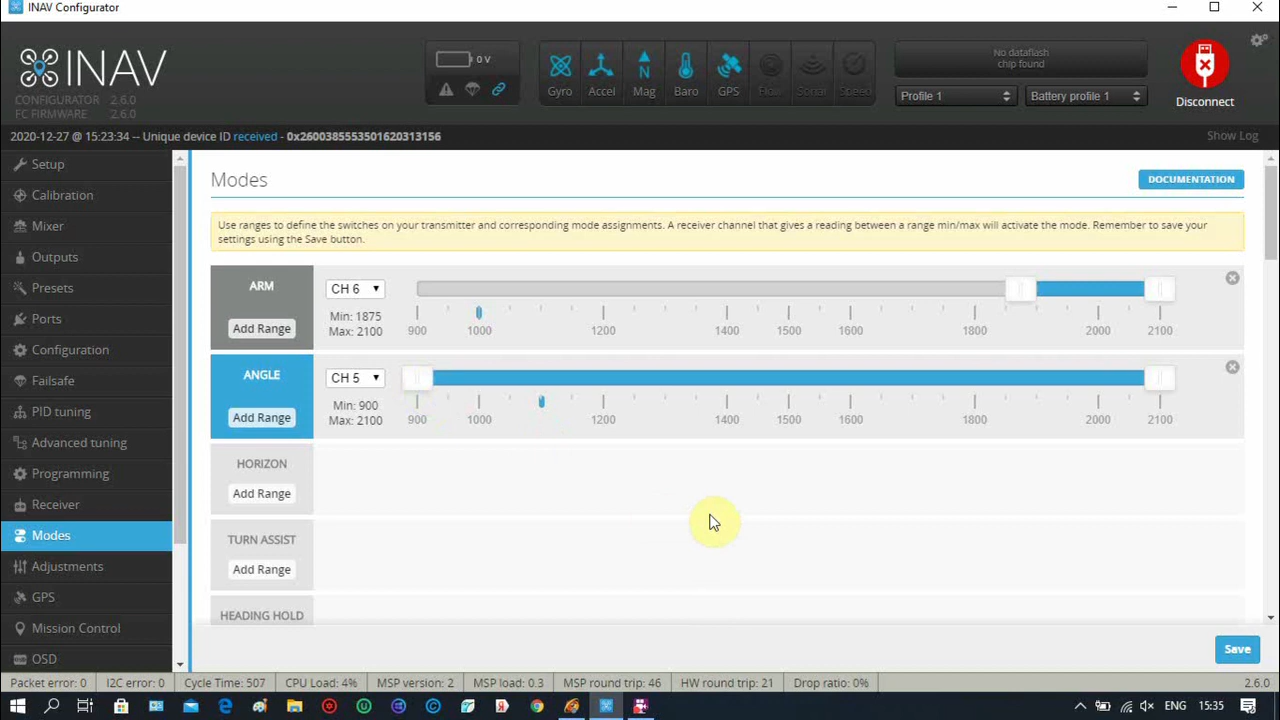 INAV Configurator
INAV
CONFIGURATOR 2.6.0
FC FIRMWARE 2.6.0
0 V
Gyro Accel Mag Baro GPS Flow Sonar Speed
No dataflash
chip found
Profile 1 Battery profile 1
Disconnect
2020-12-27 @ 15:23:34 -- Unique device ID received - 0x2600385553501620313156
Show Log
Setup
Calibration
Mixer
Outputs
Presets
Ports
Configuration
Failsafe
PID tuning
Advanced tuning
Programming
Receiver
Modes
Adjustments
GPS
Mission Control
OSD
Modes
DOCUMENTATION
Use ranges to define the switches on your transmitter and corresponding mode assignments. A receiver channel that gives a reading between a range min/max will activate the mode. Remember to save your
settings using the Save button.
ARM
Add Range
CH 6
Min: 1875
Max: 2100
900 1000 1200 1400 1500 1600 1800 2000 2100
ANGLE
Add Range
CH 5
Min: 900
Max: 2100
900 1000 1200 1400 1500 1600 1800 2000 2100
HORIZON
Add Range
TURN ASSIST
Add Range
HEADING HOLD
Save
Packet error: 0 I2C error: 0 Cycle Time: 507 CPU Load: 4% MSP version: 2 MSP load: 0.3 MSP round trip: 46 HW round trip: 21 Drop ratio: 0% 2.6.0
ENG 15:35